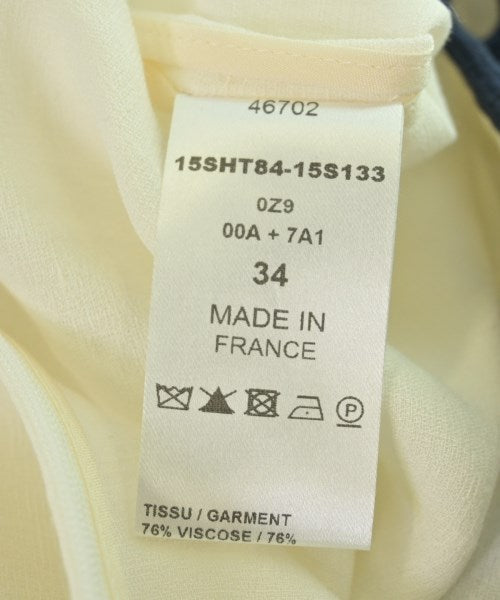 46702
15SHT84-15S133
0Z9
00A + 7A1
34
MADE IN
FRANCE
P
TISSU / GARMENT
76% VISCOSE / 76%